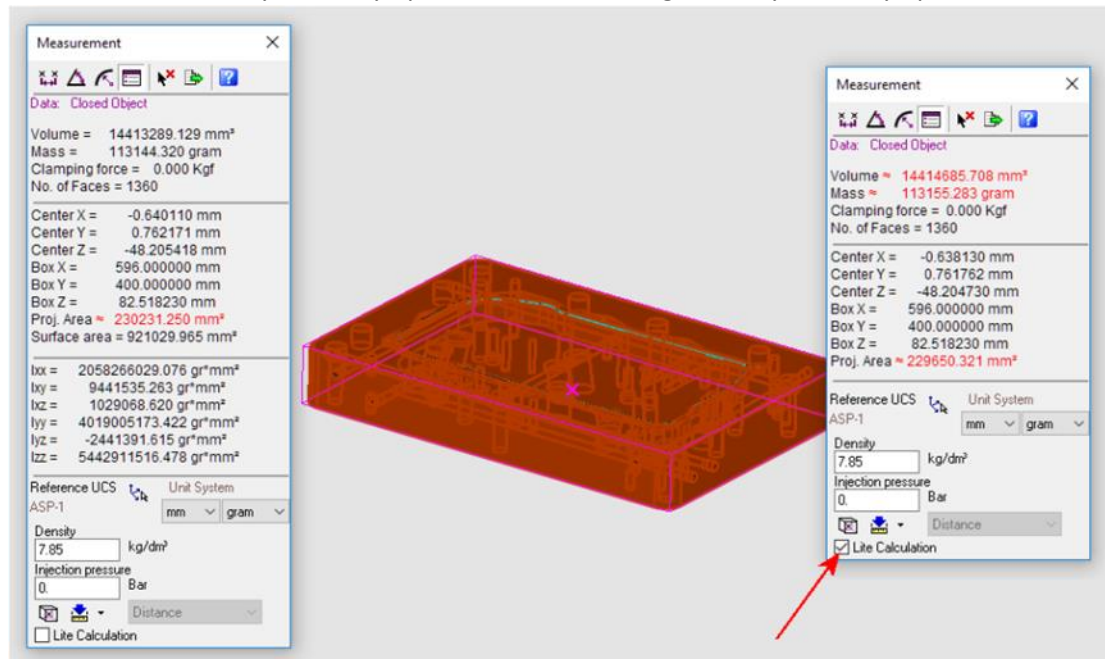 Measurement
Data: Closed Object
Volume = 14413289.129 mm³
Mass = 113144.320 gram
Clamping force = 0.000 Kgf
No. of Faces = 1360
Center X = -0.640110 mm
Center Y = 0.762171 mm
Center Z = -48.205418 mm
Box X = 596.000000 mm
Box Y = 400.000000 mm
Box Z = 82.518230 mm
Proj. Area ≈ 230231.250 mm²
Surface area = 921029.965 mm²
Ixx = 2058266029.076 gr*mm²
Ixy = 9441535.263 gr*mm²
Ixz = 1029068.620 gr*mm²
Iyy = 4019005173.422 gr*mm²
Iyz = -2441391.615 gr*mm²
Izz = 5442911516.478 gr*mm²
Reference UCS Unit System
ASP-1 mm gram
Density
7.85 kg/dm³
Injection pressure
0. Bar
Distance
Lite Calculation
Measurement
Data: Closed Object
Volume ≈ 14414685.708 mm³
Mass ≈ 113155.283 gram
Clamping force = 0.000 Kgf
No. of Faces = 1360
Center X = -0.638130 mm
Center Y = 0.761762 mm
Center Z = -48.204730 mm
Box X = 596.000000 mm
Box Y = 400.000000 mm
Box Z = 82.518230 mm
Proj. Area ≈ 229650.321 mm²
Reference UCS Unit System
ASP-1 mm gram
Density
7.85 kg/dm³
Injection pressure
0. Bar
Distance
Lite Calculation